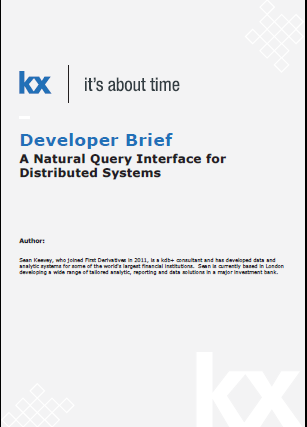 kx it's about time
Developer Brief
A Natural Query Interface for
Distributed Systems
Author:
Sean Keevey, who joined First Derivatives in 2011, is a kdb+ consultant and has developed data and
analytic systems for some of the world's largest financial institutions. Sean is currently based in London
developing a wide range of tailored analytic, reporting and data solutions in a major investment bank.
kx